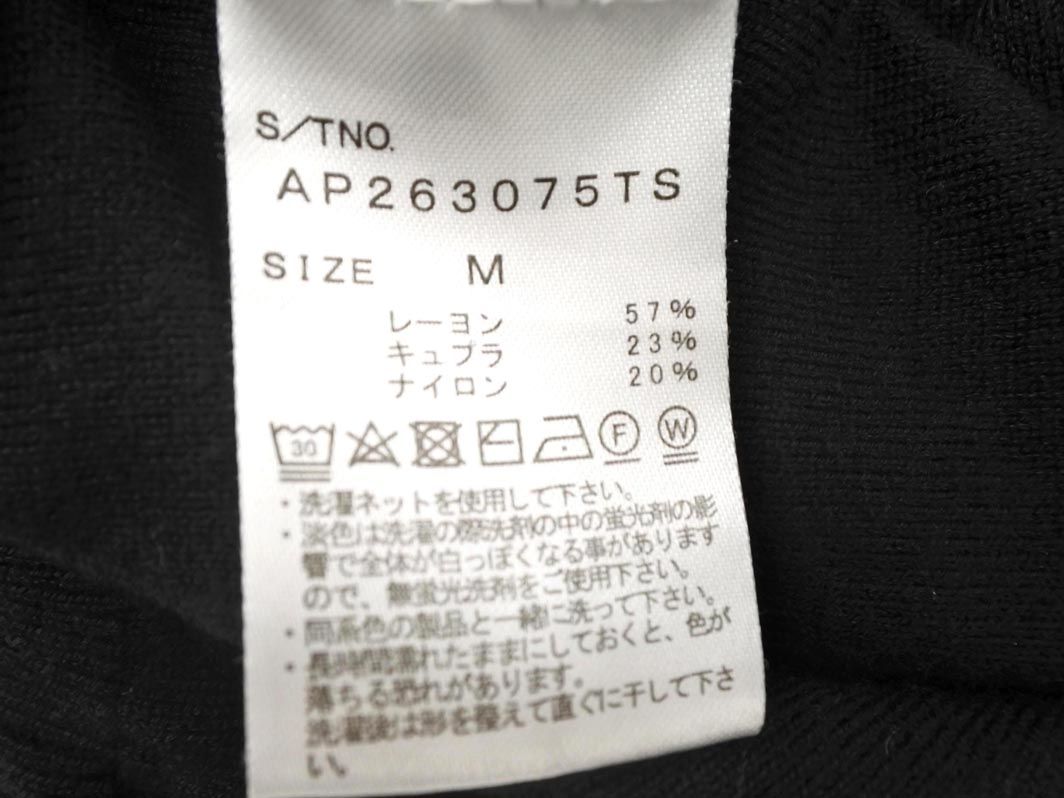 S/TNO.
AP263075TS
SIZE M
レーヨン 57%
キュプラ 23%
ナイロン 20%
30 F W
・洗濯ネットを使用して下さい。
・淡色は洗濯の際洗剤の中の蛍光剤の影
響で全体が白っぽくなる事があります
ので、無蛍光洗剤をご使用下さい。
・同系色の製品と一緒に洗って下さい。
・長時間濡れたままにしておくと、色が
落ちる恐れがあります。
洗濯後は形を整えて直ぐに干して下さ
い。